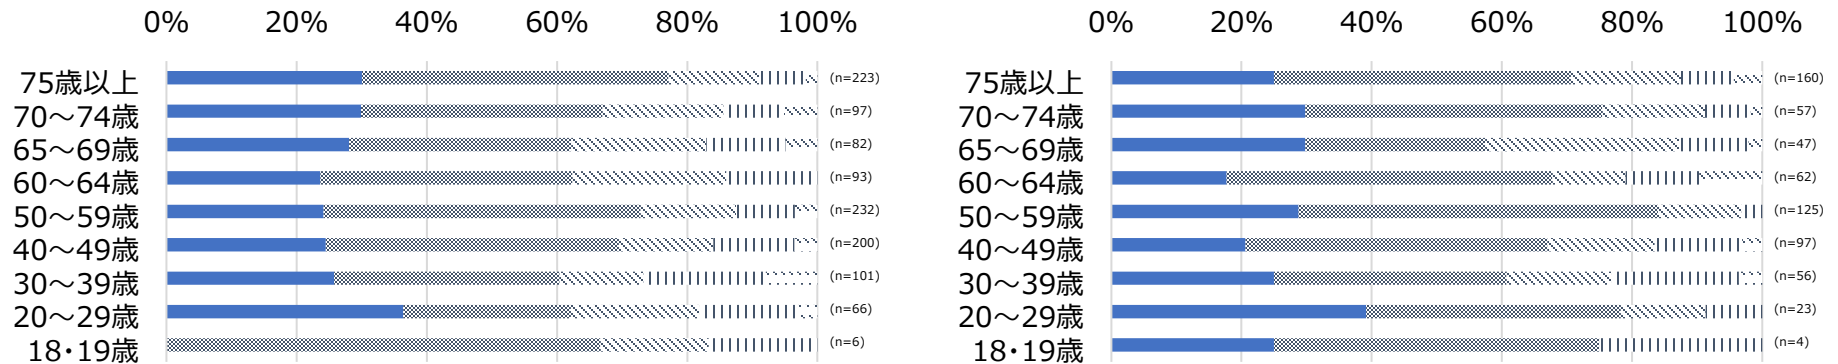 0% 20% 40% 60% 80% 100%
75歳以上 (n=223)
70～74歳 (n=97)
65～69歳 (n=82)
60～64歳 (n=93)
50～59歳 (n=232)
40～49歳 (n=200)
30～39歳 (n=101)
20～29歳 (n=66)
18・19歳 (n=6)
0% 20% 40% 60% 80% 100%
75歳以上 (n=160)
70～74歳 (n=57)
65～69歳 (n=47)
60～64歳 (n=62)
50～59歳 (n=125)
40～49歳 (n=97)
30～39歳 (n=56)
20～29歳 (n=23)
18・19歳 (n=4)